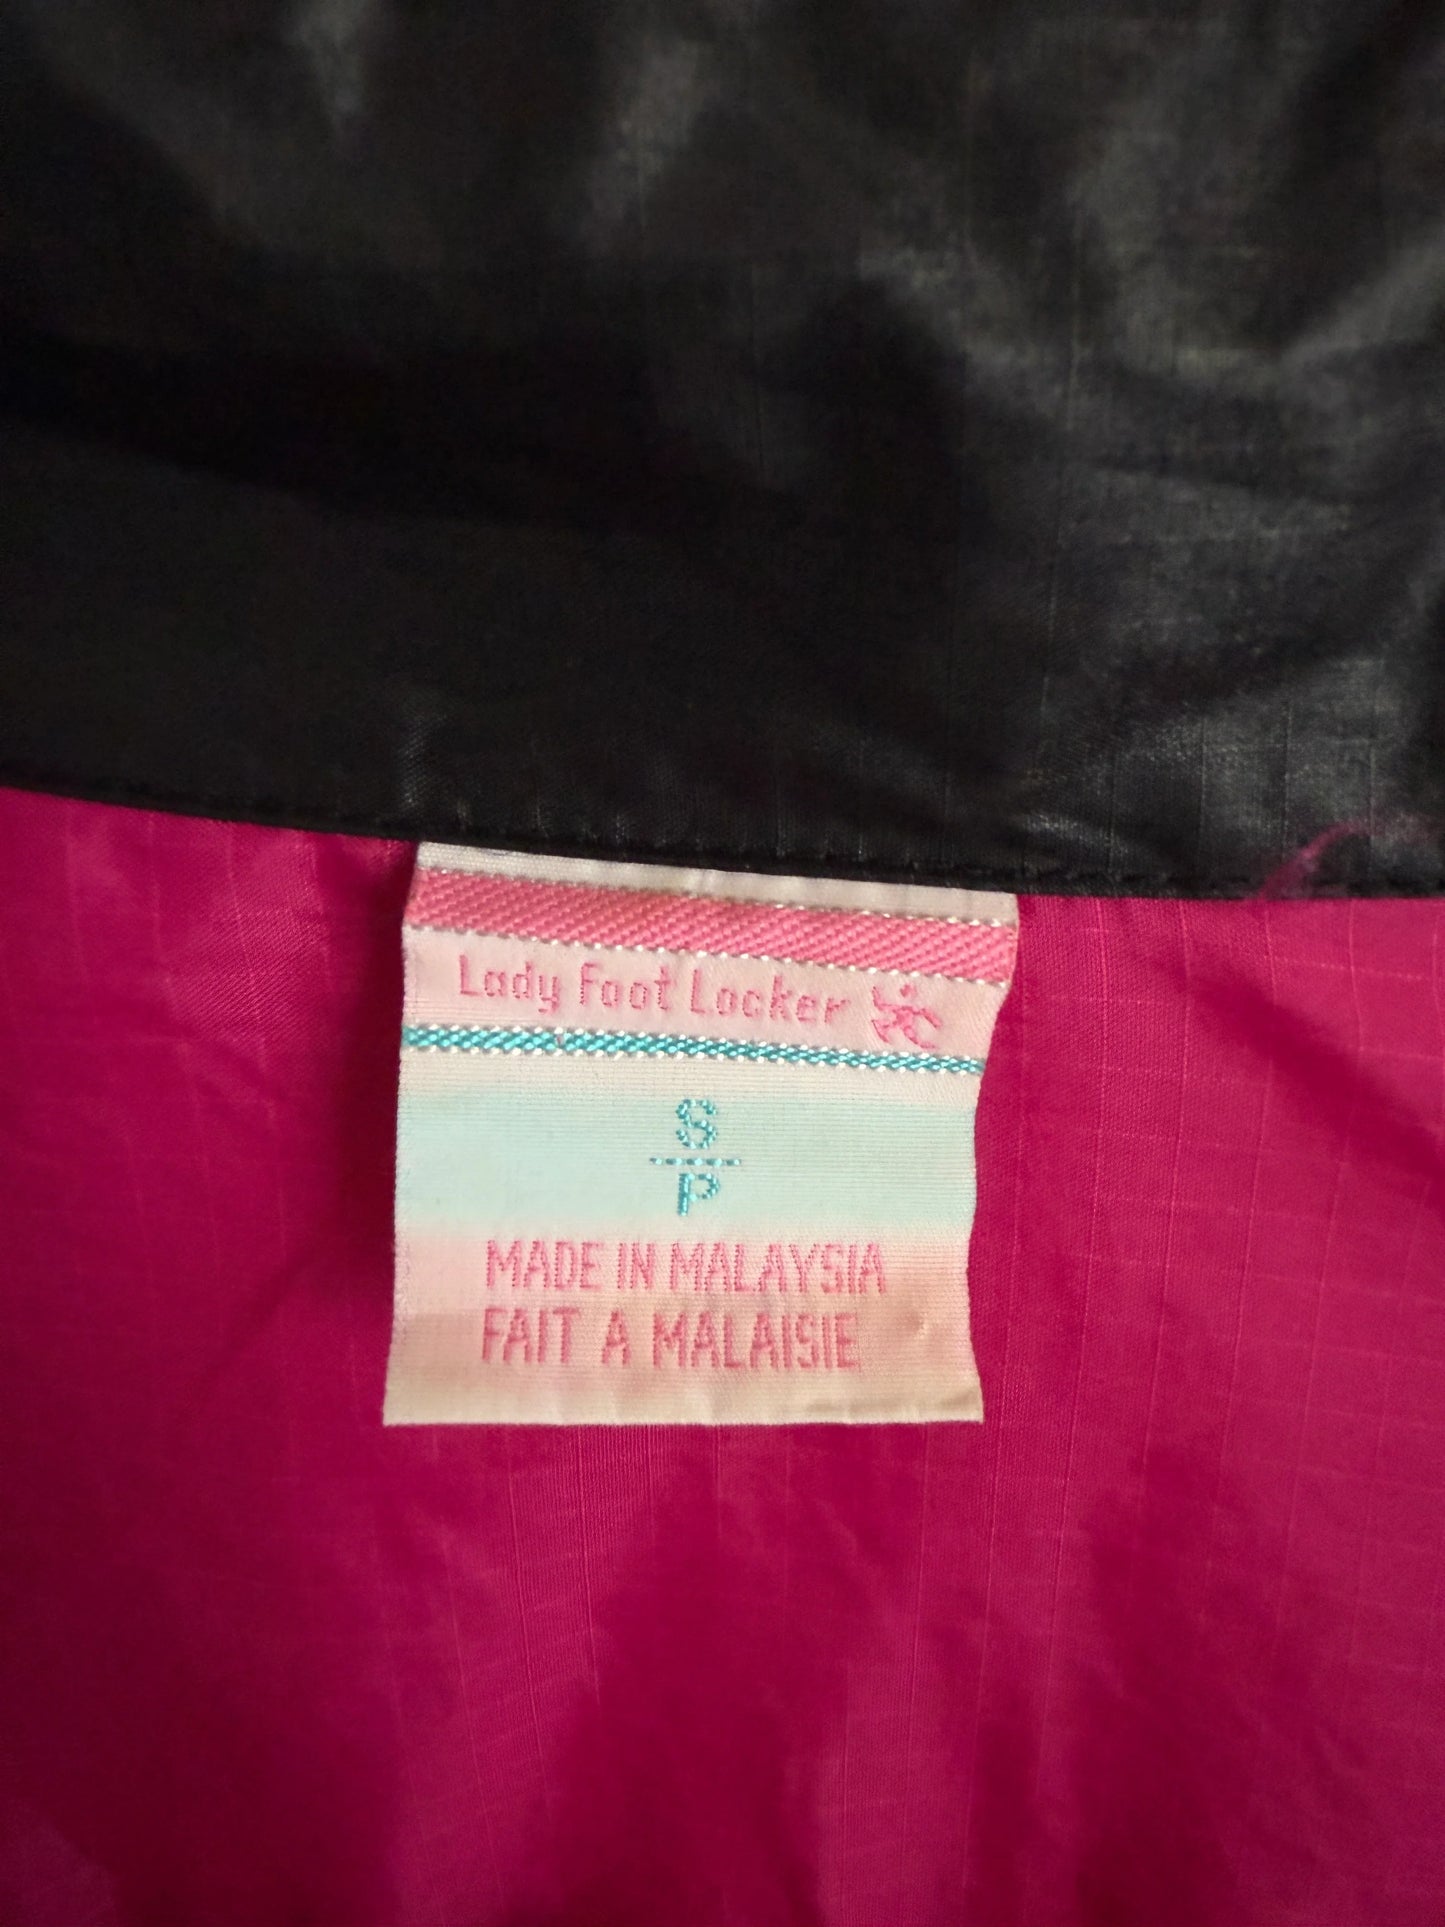 Lady Foot Locker
S
P
MADE IN MALAYSIA
FAIT A MALAISIE